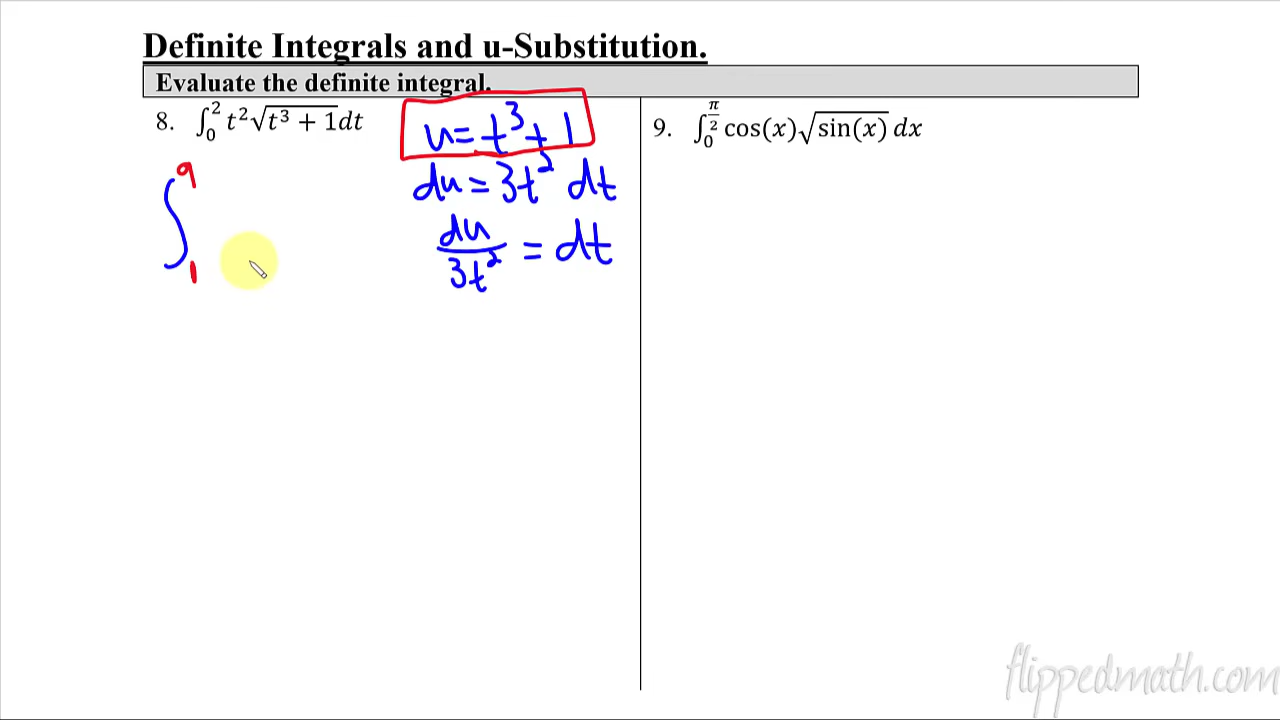 Definite Integrals and u-Substitution.
Evaluate the definite integral.
8. ∫₀² t²√(t³ + 1)dt
u = t³ + 1
du = 3t² dt
du/3t² = dt
∫₁⁹
9. ∫₀^(π/2) cos(x)√(sin(x)) dx
flippedmath.com